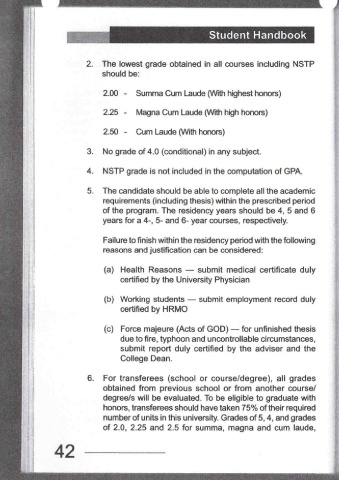 Student Handbook
2. The lowest grade obtained in all courses including NSTP
should be:
2.00 - Summa Cum Laude (With highest honors)
2.25 - Magna Cum Laude (With high honors)
2.50 - Cum Laude (With honors)
3. No grade of 4.0 (conditional) in any subject.
4. NSTP grade is not included in the computation of GPA.
5. The candidate should be able to complete all the academic
requirements (including thesis) within the prescribed period
of the program. The residency years should be 4, 5 and 6
years for a 4-, 5- and 6- year courses, respectively.
Failure to finish within the residency period with the following
reasons and justification can be considered:
(a) Health Reasons — submit medical certificate duly
certified by the University Physician
(b) Working students — submit employment record duly
certified by HRMO
(c) Force majeure (Acts of GOD) — for unfinished thesis
due to fire, typhoon and uncontrollable circumstances,
submit report duly certified by the advisor and the
College Dean.
6. For transferees (school or course/degree), all grades
obtained from previous school or from another course/
degree/s will be evaluated. To be eligible to graduate with
honors, transferees should have taken 75% of their required
number of units in this university. Grades of 5, 4, and grades
of 2.0, 2.25 and 2.5 for summa, magna and cum laude,
42